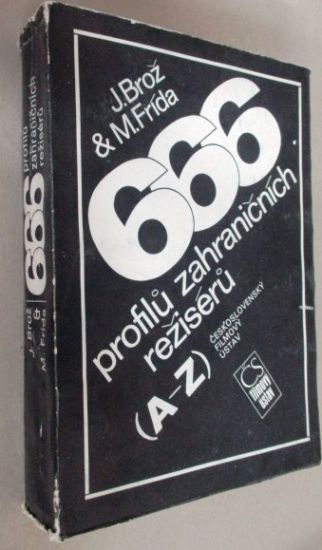 J. Brož
& M. Frída
666
profilů zahraničních
režisérů
(A-Z)
ČESKOSLOVENSKÝ
FILMOVÝ
ÚSTAV
ČS
filmový
ústav
J. Brož
&
M. Frída
666
profilů
zahraničních
režisérů